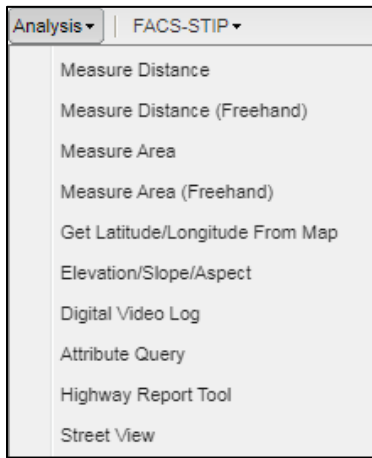 Analysis▾ | FACS-STIP▾
Measure Distance
Measure Distance (Freehand)
Measure Area
Measure Area (Freehand)
Get Latitude/Longitude From Map
Elevation/Slope/Aspect
Digital Video Log
Attribute Query
Highway Report Tool
Street View